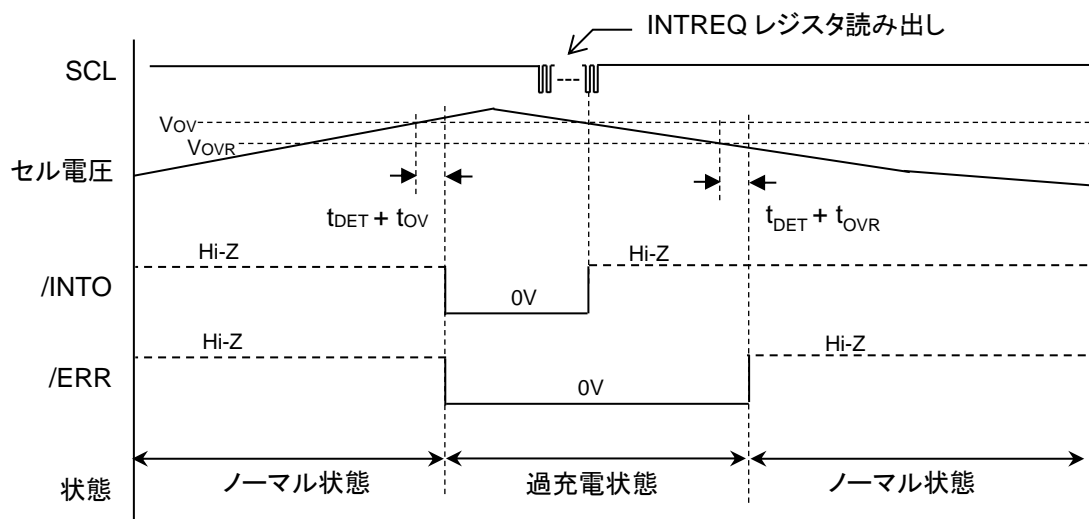 INTREQ レジスタ読み出し
SCL
VOV
VOVR
セル電圧
tDET + tOV
tDET + tOVR
Hi-Z
Hi-Z
/INTO
0V
Hi-Z
Hi-Z
/ERR
0V
ノーマル状態
過充電状態
ノーマル状態
状態